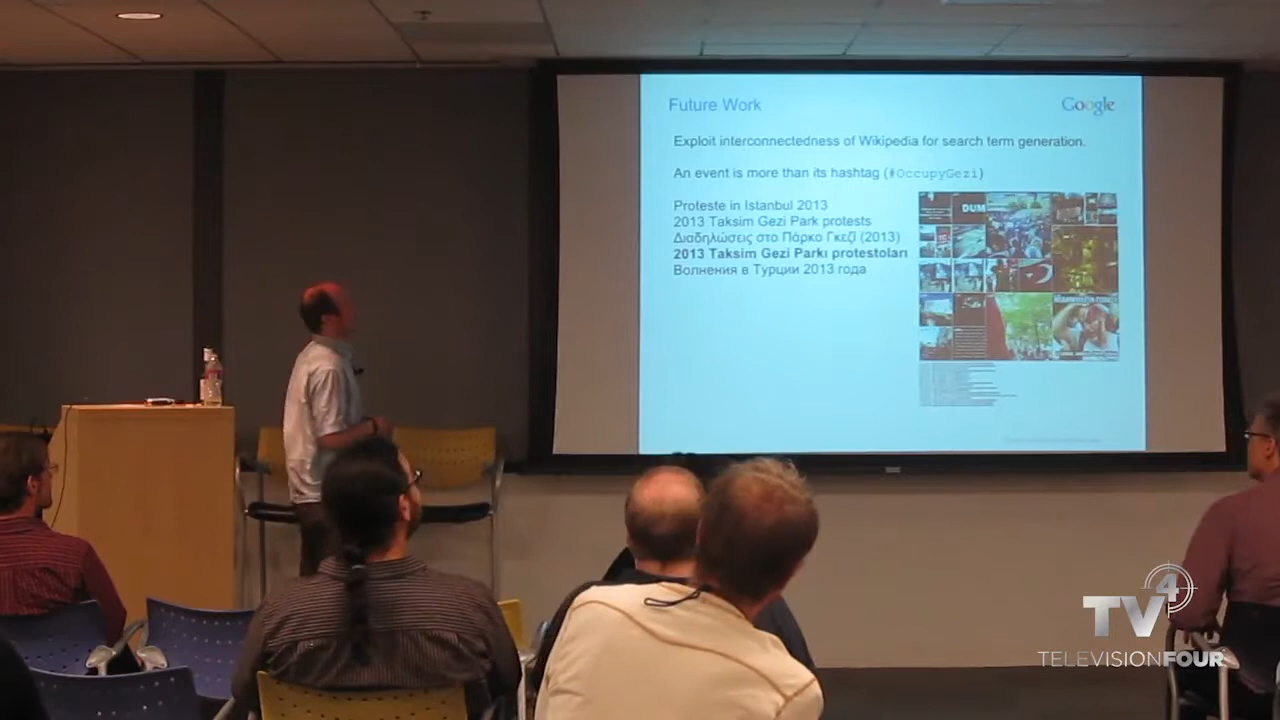 Future Work
Google
Exploit interconnectedness of Wikipedia for search term generation.
An event is more than its hashtag (#OccupyGezi)
Proteste in Istanbul 2013
2013 Taksim Gezi Park protests
Διαδηλώσεις στο Πάρκο Γκεζί (2013)
2013 Taksim Gezi Parkı protestoları
Волнения в Турции 2013 года
DUM
TV4
TELEVISIONFOUR